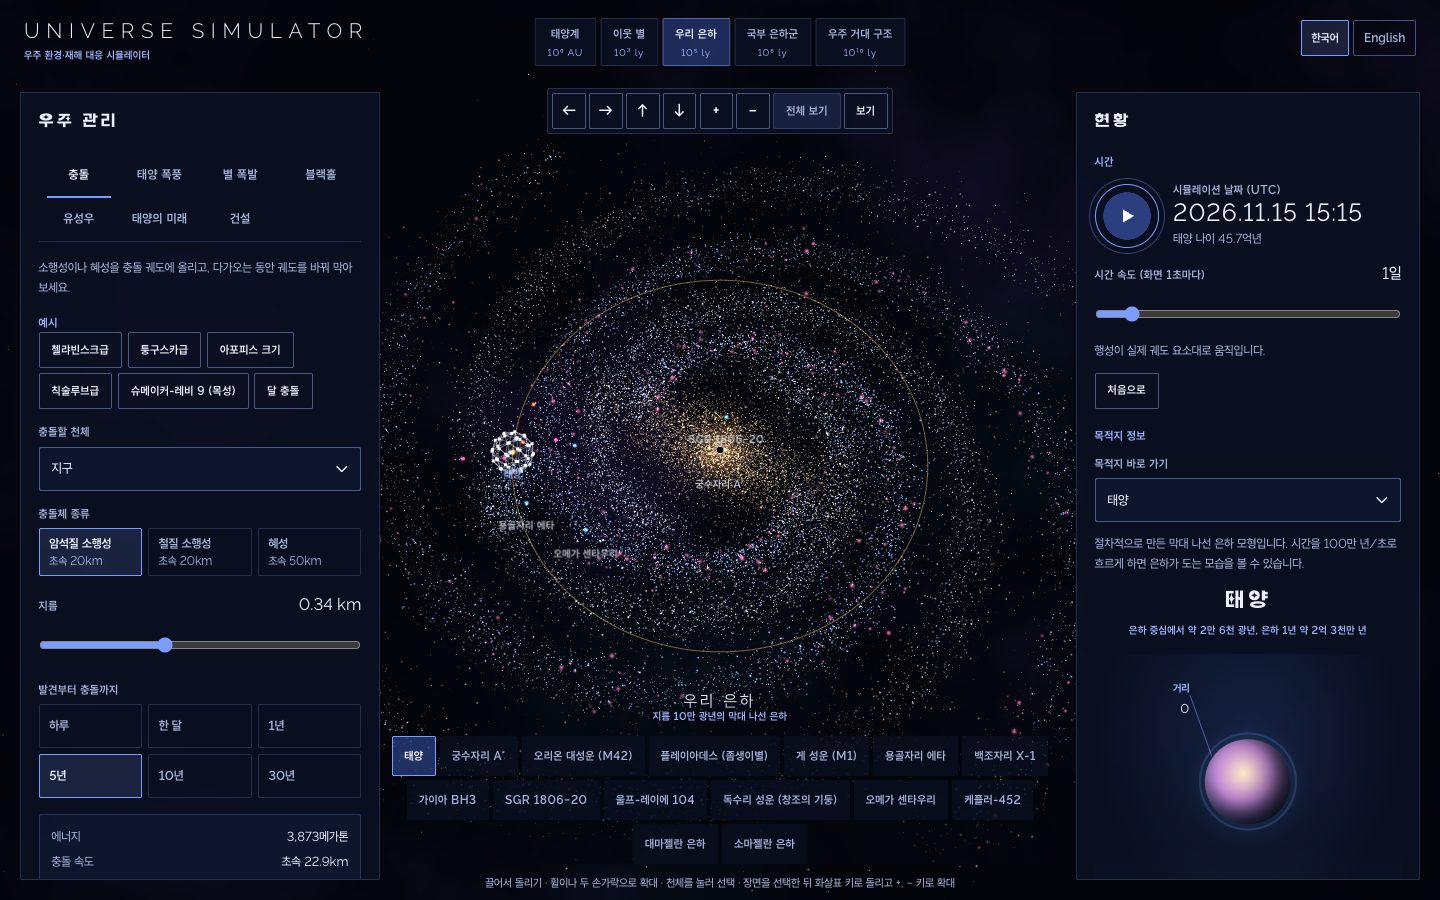 UNIVERSE SIMULATOR
우주 환경·재해 대응 시뮬레이터
태양계
10⁰ AU
이웃 별
10³ ly
우리 은하
10⁵ ly
국부 은하군
10⁶ ly
우주 거대 구조
10¹⁰ ly
한국어
English
← → ↑ ↓ + − 전체 보기 보기
우주 관리
충돌 태양 폭풍 별 폭발 블랙홀
유성우 태양의 미래 건설
소행성이나 혜성을 충돌 궤도에 올리고, 다가오는 동안 궤도를 바꿔 막아
보세요.
예시
첼랴빈스크급 퉁구스카급 아포피스 크기
칙술루브급 슈메이커-레비 9 (목성) 달 충돌
충돌할 천체
지구
충돌체 종류
암석질 소행성
초속 20km
철질 소행성
초속 20km
혜성
초속 50km
지름 0.34 km
발견부터 충돌까지
하루 한 달 1년
5년 10년 30년
에너지 3,873메가톤
충돌 속도 초속 22.9km
SGR 1806-20
궁수자리 A*
용골자리 에타
오메가 센타우리
우리 은하
지름 10만 광년의 막대 나선 은하
태양 궁수자리 A* 오리온 대성운 (M42) 플레이아데스 (좀생이별) 게 성운 (M1) 용골자리 에타 백조자리 X-1
가이아 BH3 SGR 1806-20 울프-레이에 104 독수리 성운 (창조의 기둥) 오메가 센타우리 케플러-452
대마젤란 은하 소마젤란 은하
끌어서 돌리기 · 휠이나 두 손가락으로 확대 · 천체를 눌러 선택 · 장면을 선택한 뒤 화살표 키로 돌리고 +, − 키로 확대
현황
시간
시뮬레이션 날짜 (UTC)
2026.11.15 15:15
태양 나이 45.7억년
시간 속도 (화면 1초마다) 1일
행성이 실제 궤도 요소대로 움직입니다.
처음으로
목적지 정보
목적지 바로 가기
태양
절차적으로 만든 막대 나선 은하 모형입니다. 시간을 100만 년/초로
흐르게 하면 은하가 도는 모습을 볼 수 있습니다.
태양
은하 중심에서 약 2만 6천 광년, 은하 1년 약 2억 3천만 년
거리
0